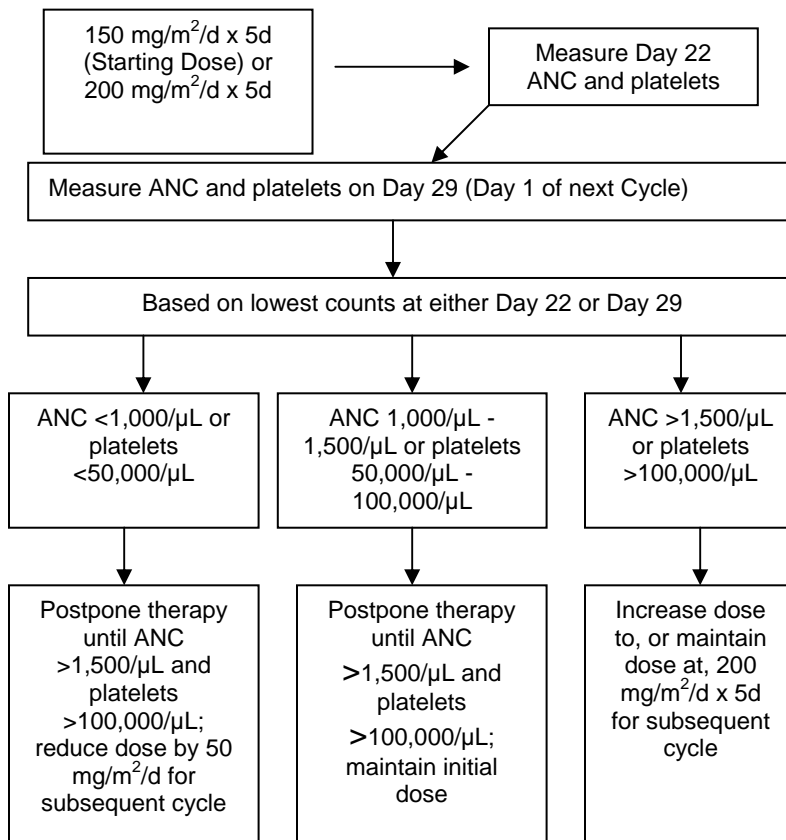 150 mg/m²/d x 5d
(Starting Dose) or
200 mg/m²/d x 5d
Measure Day 22
ANC and platelets
Measure ANC and platelets on Day 29 (Day 1 of next Cycle)
Based on lowest counts at either Day 22 or Day 29
ANC <1,000/µL or
platelets
<50,000/µL
ANC 1,000/µL -
1,500/µL or platelets
50,000/µL -
100,000/µL
ANC >1,500/µL
or platelets
>100,000/µL
Postpone therapy
until ANC
>1,500/µL and
platelets
>100,000/µL;
reduce dose by 50
mg/m²/d for
subsequent cycle
Postpone therapy
until ANC
>1,500/µL and
platelets
>100,000/µL;
maintain initial
dose
Increase dose
to, or maintain
dose at, 200
mg/m²/d x 5d
for subsequent
cycle